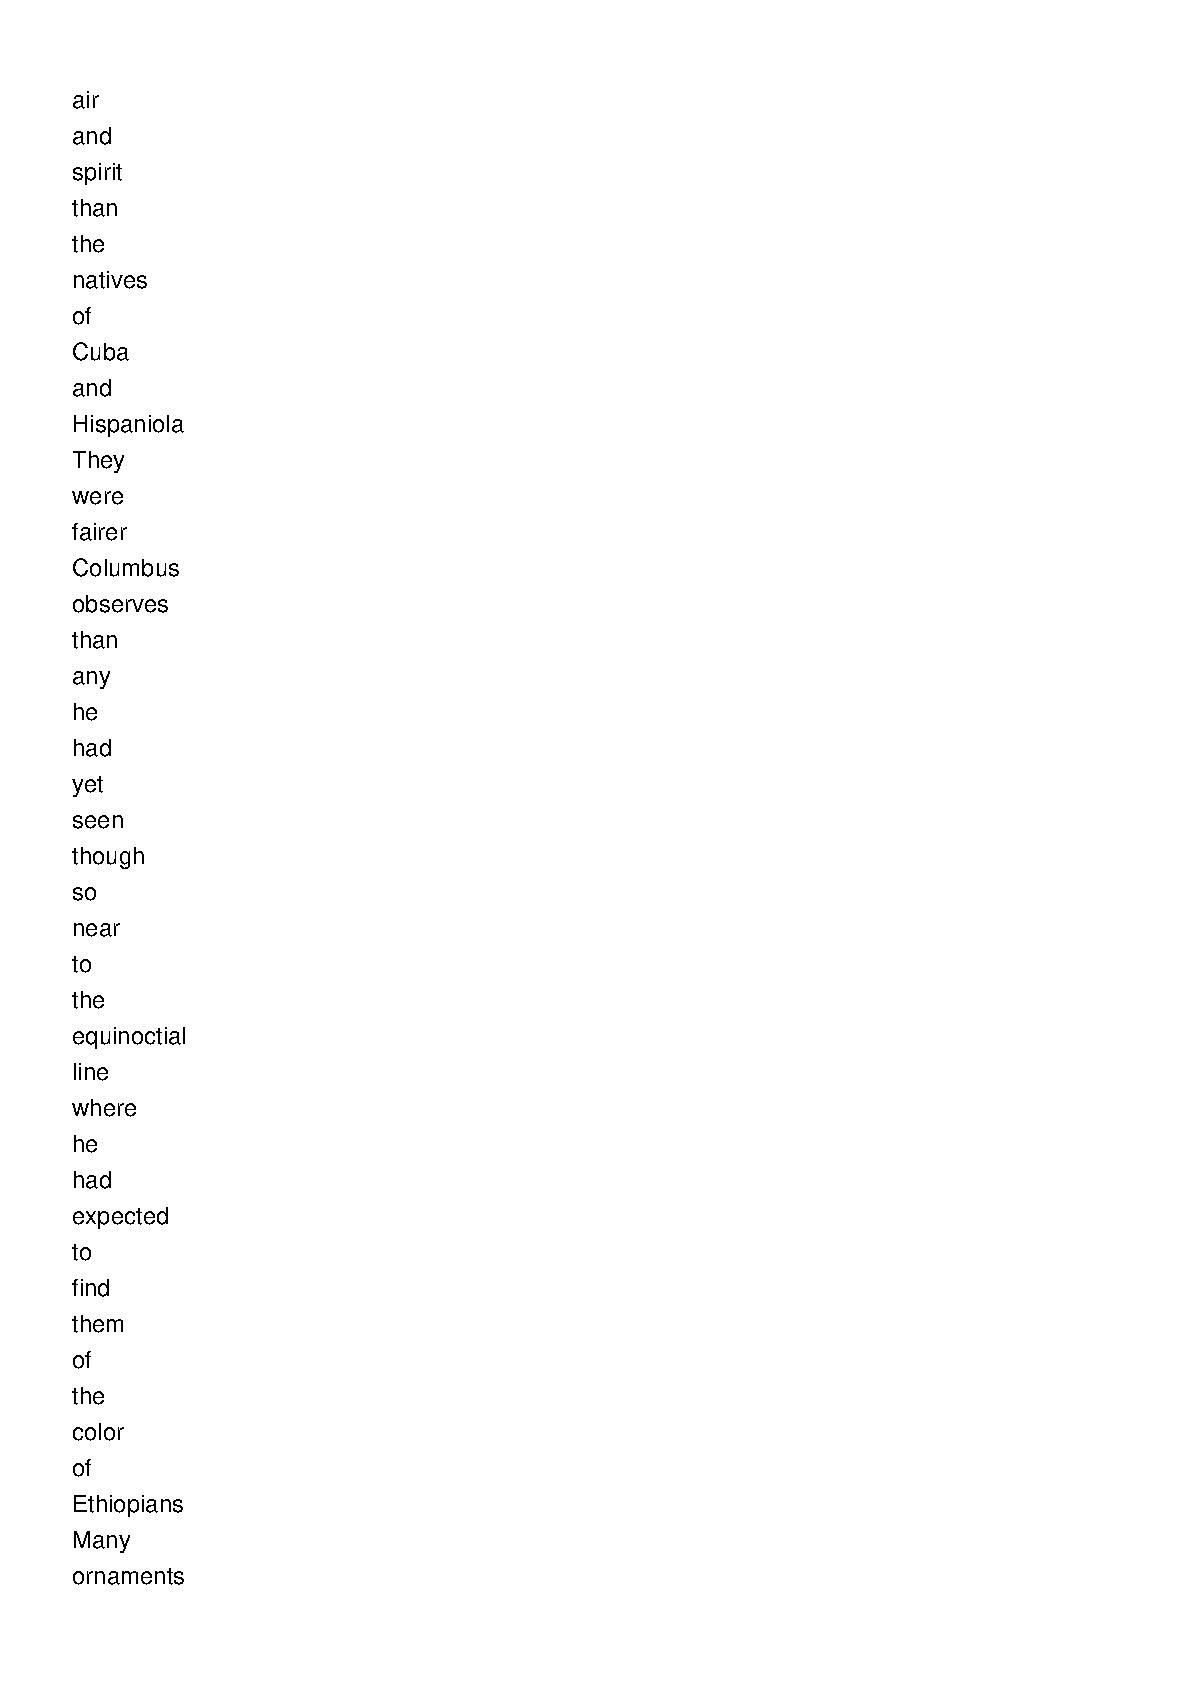 air
and
spirit
than
the
natives
of
Cuba
and
Hispaniola
They
were
fairer
Columbus
observes
than
any
he
had
yet
seen
though
so
near
to
the
equinoctial
line
where
he
had
expected
to
find
them
of
the
color
of
Ethiopians
Many
ornaments